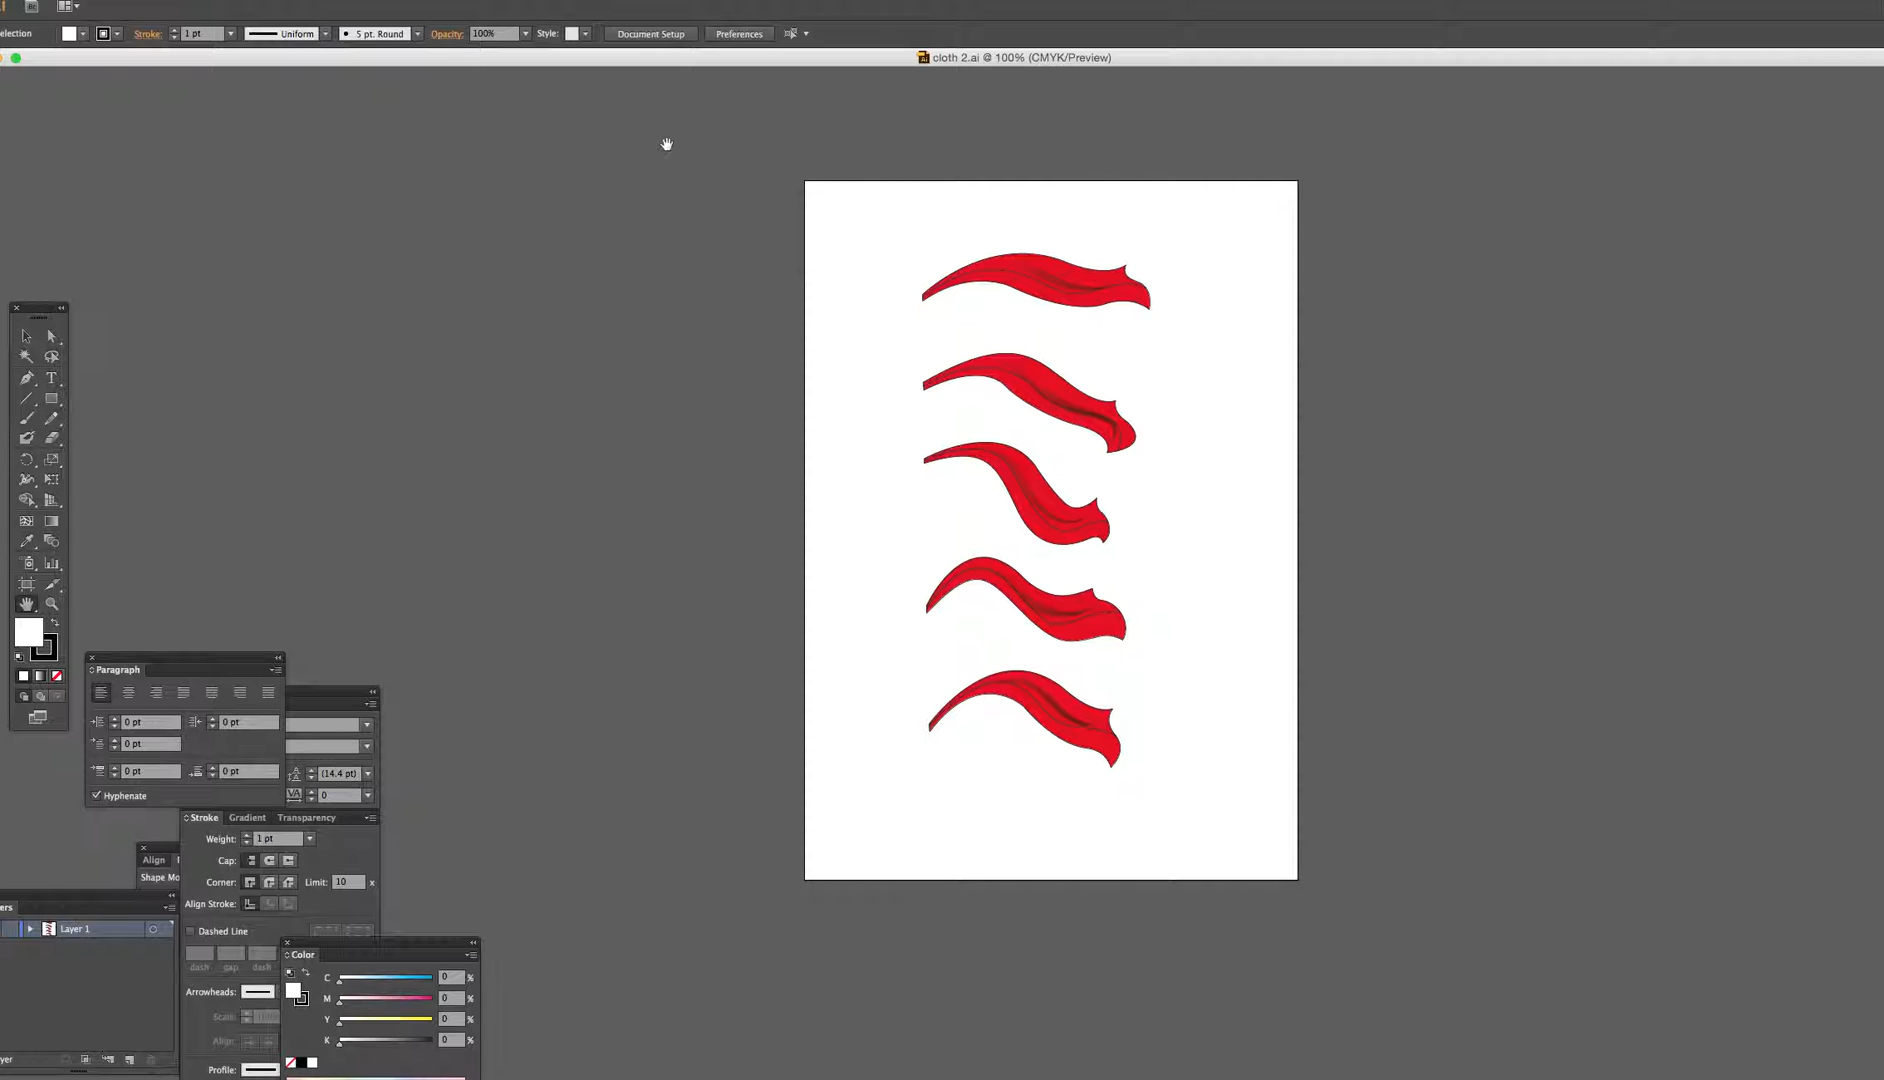 Bt
election
Stroke:
1 pt
Uniform
5 pt. Round
Opacity:
100%
Style:
Document Setup
Preferences
Ai
cloth 2.ai @ 100% (CMYK/Preview)
T
Paragraph
0 pt
0 pt
0 pt
0 pt
0 pt
Hyphenate
(14.4 pt)
VA
0
Stroke
Gradient
Transparency
Weight:
1 pt
Cap:
Corner:
Limit:
10
x
Align Stroke:
Dashed Line
dash
gap
dash
Arrowheads:
Scale:
Align:
Profile:
Align
Shape Mo
ers
Layer 1
yer
Color
C
0
%
M
0
%
Y
0
%
K
0
%